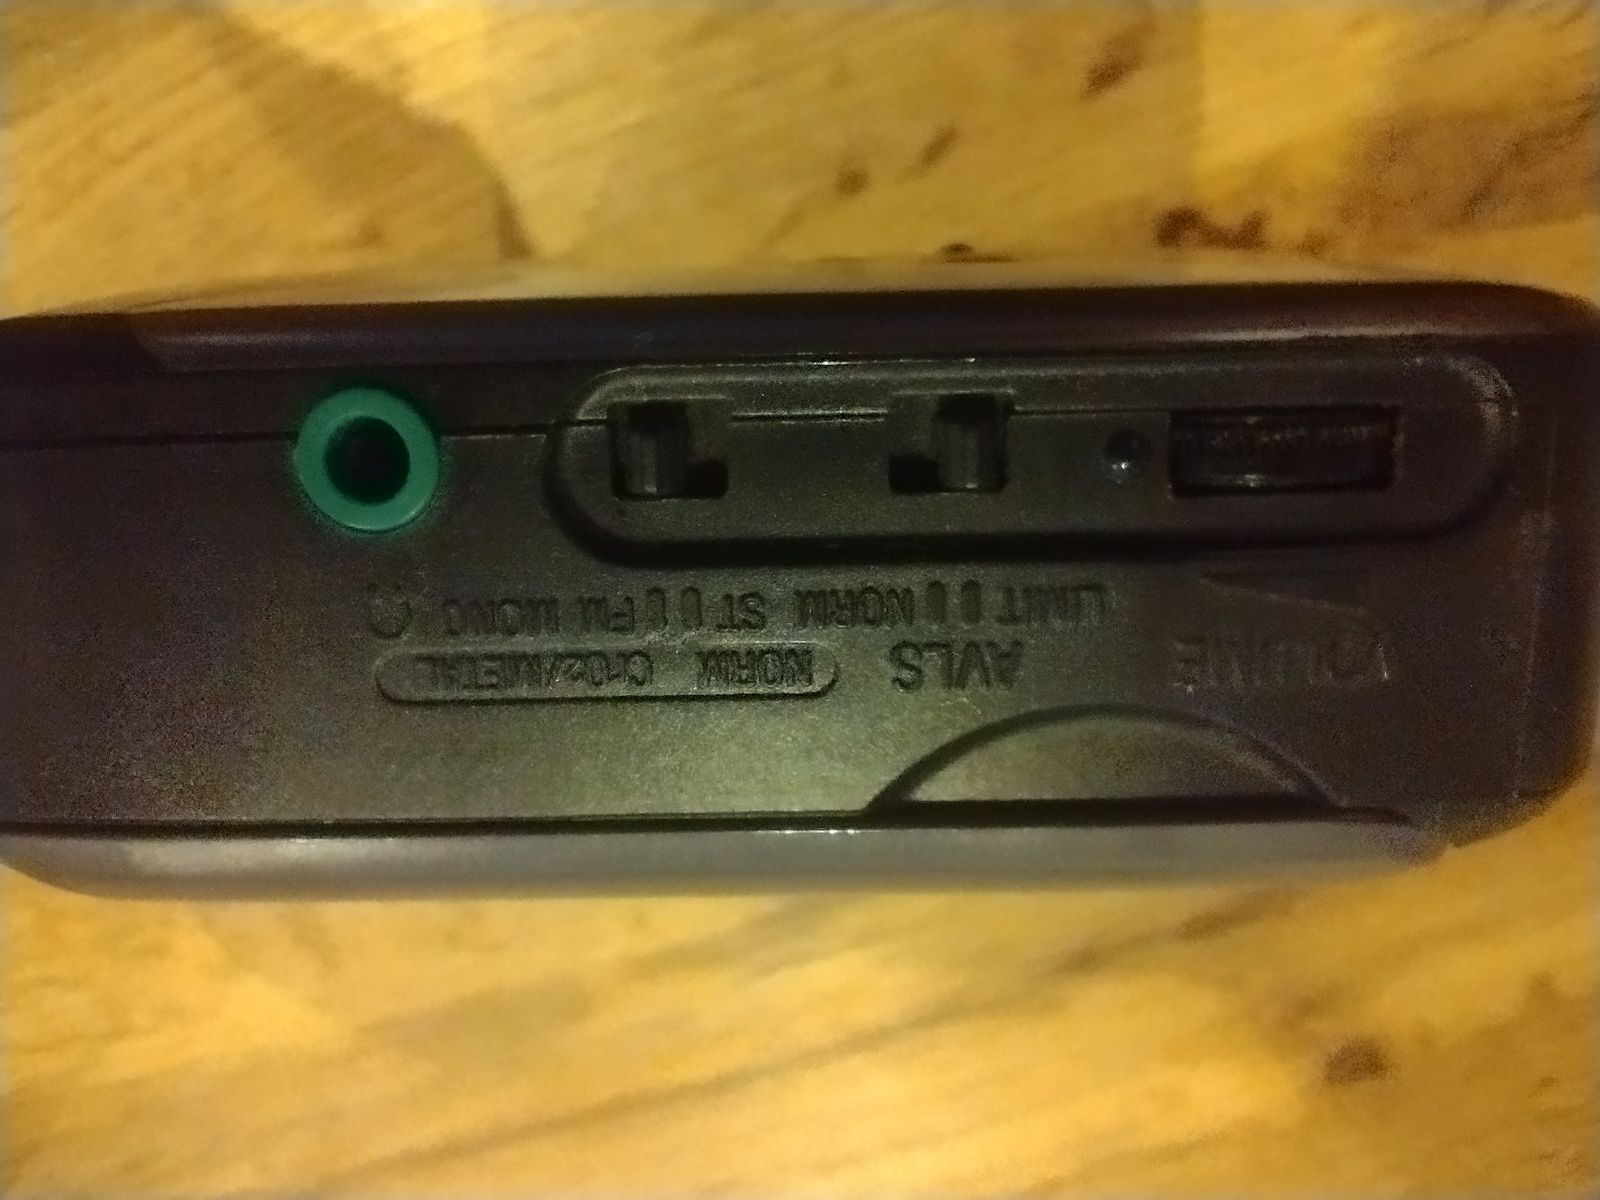 VOLUME
AVLS
NORM CrO2/METAL
LIMIT NORM ST FM MONO